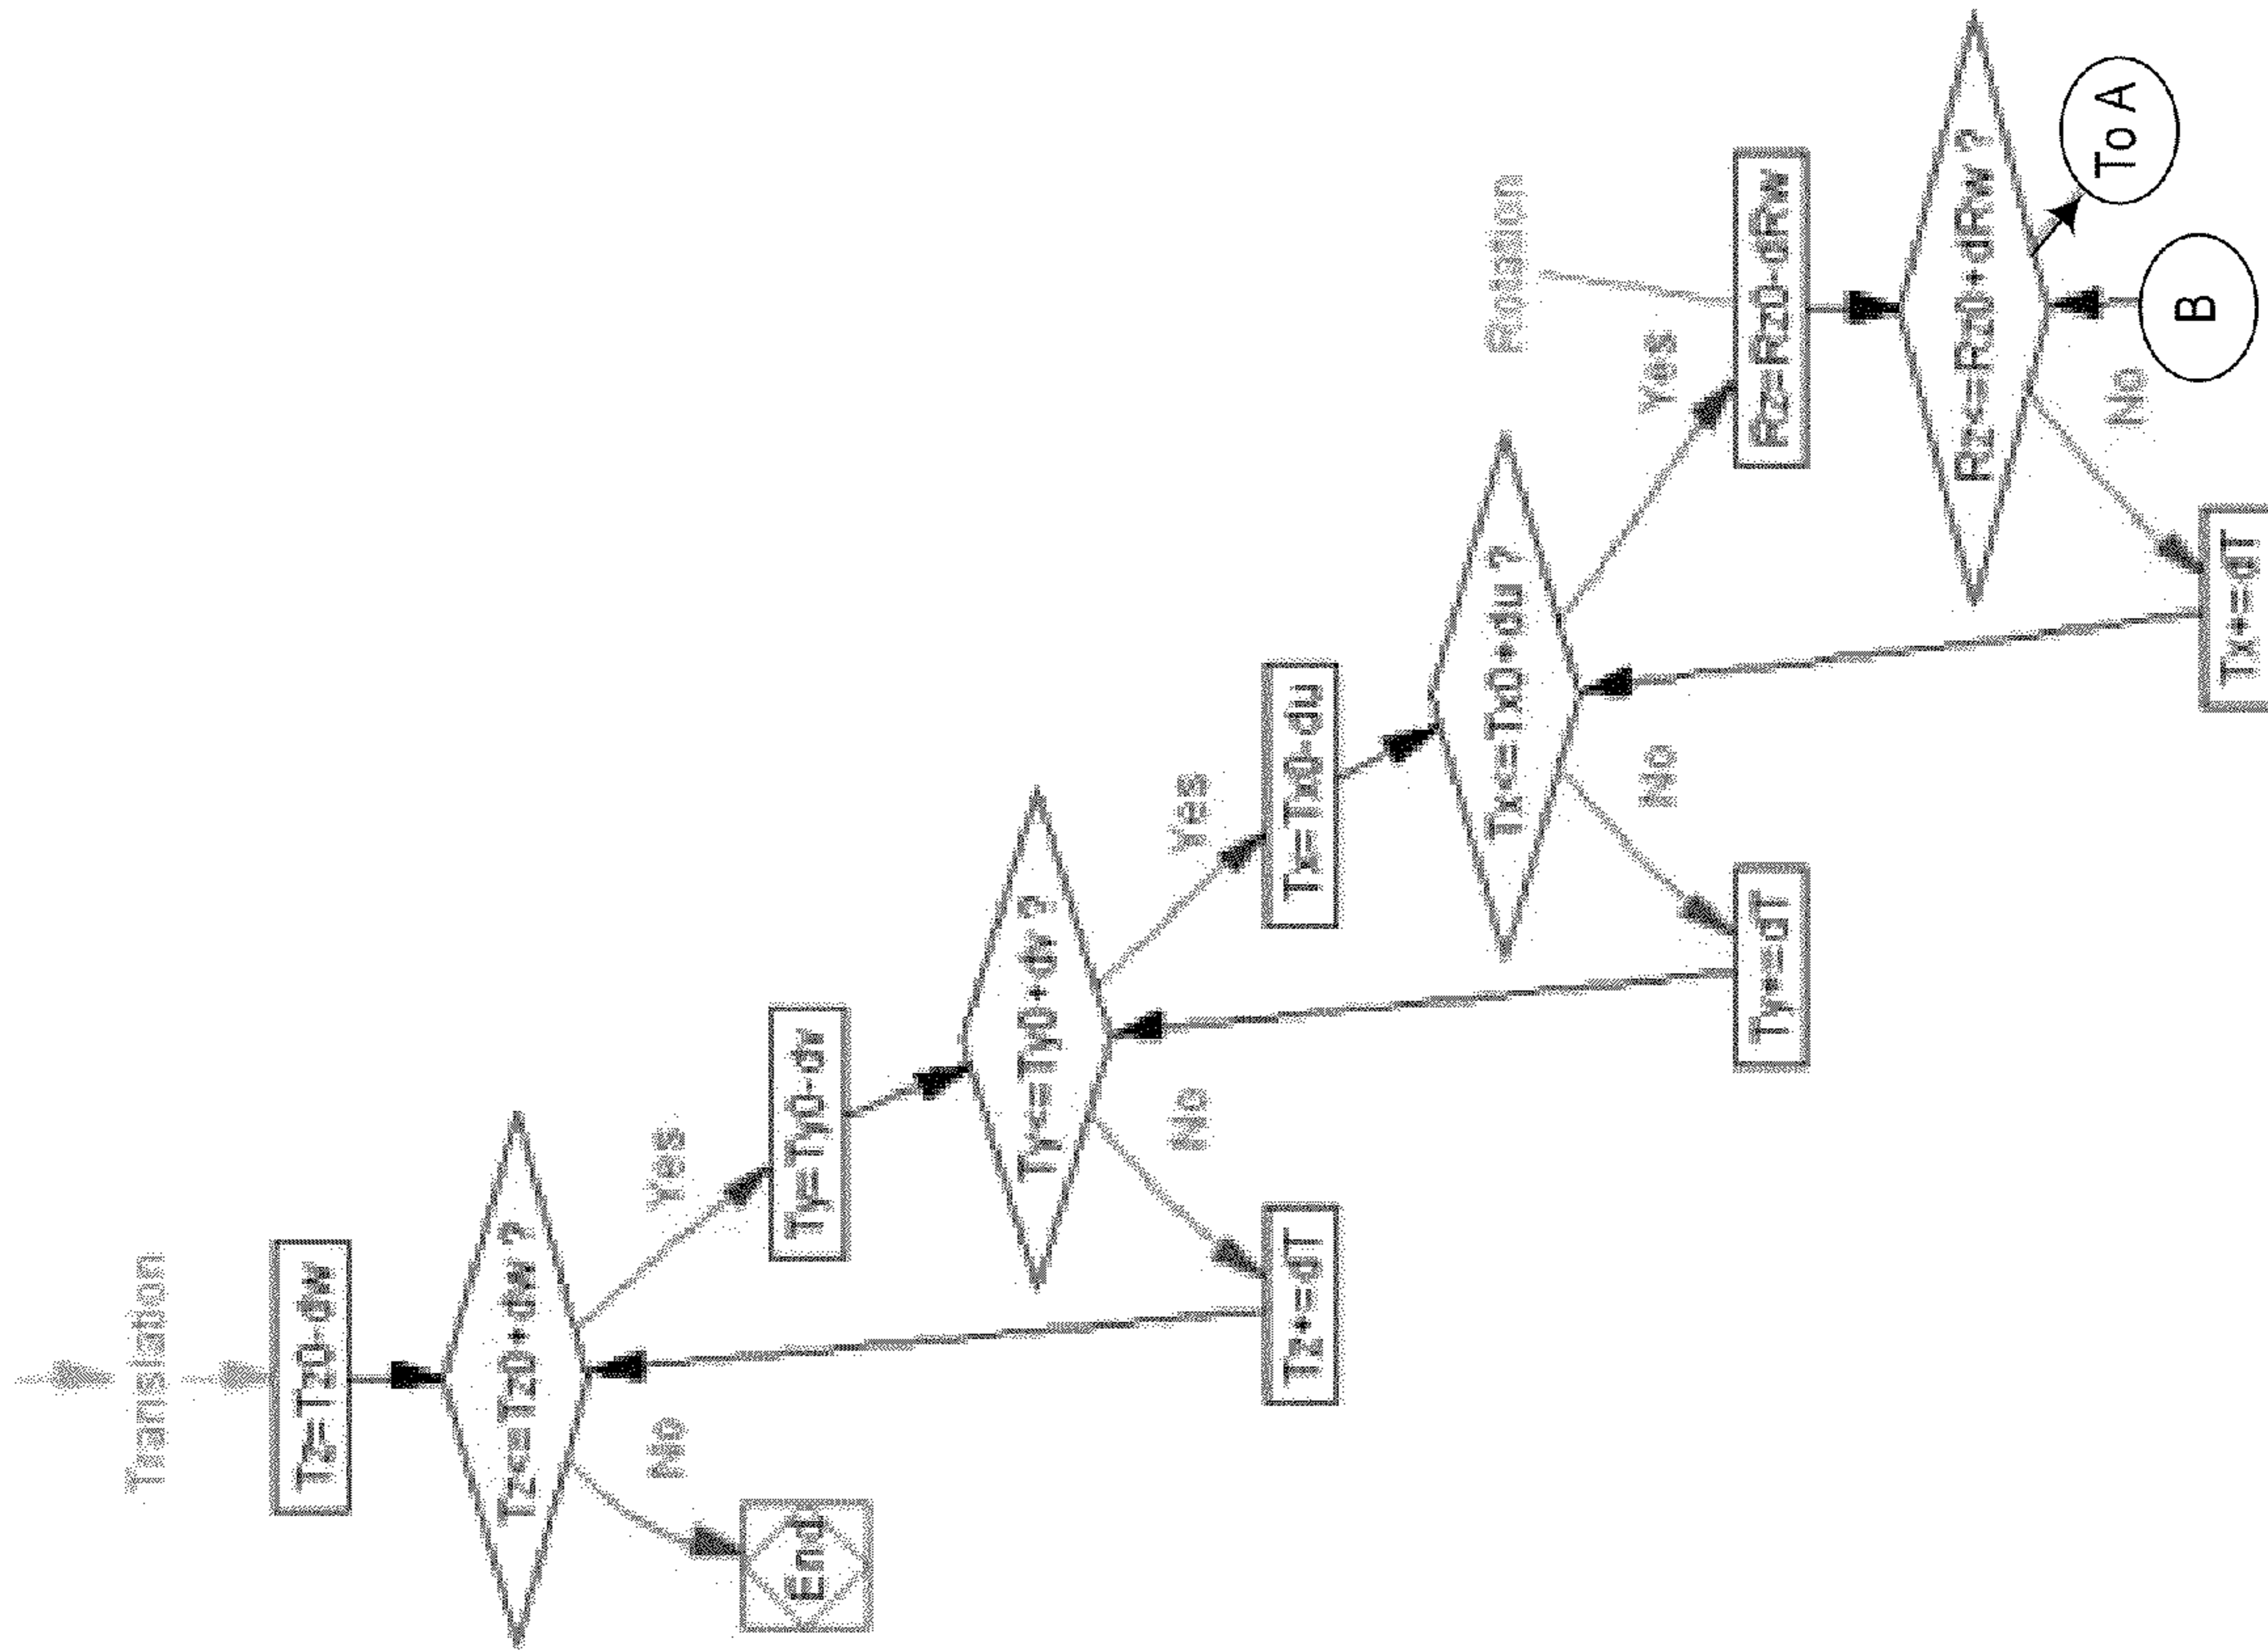 Translation
Tz=Tz0-dw
Tz<=Tz0+dw ?
No
Yes
End
Ty=Ty0-dv
Ty<=Ty0+dv ?
No
Yes
Tz+=dT
Tx=Tx0-du
Tx<=Tx0+du ?
No
Yes
Rotation
Ty+=dT
Rz=Rz0-dRw
Rz<=Rz0+dRw ?
No
To A
B
Tx+=dT